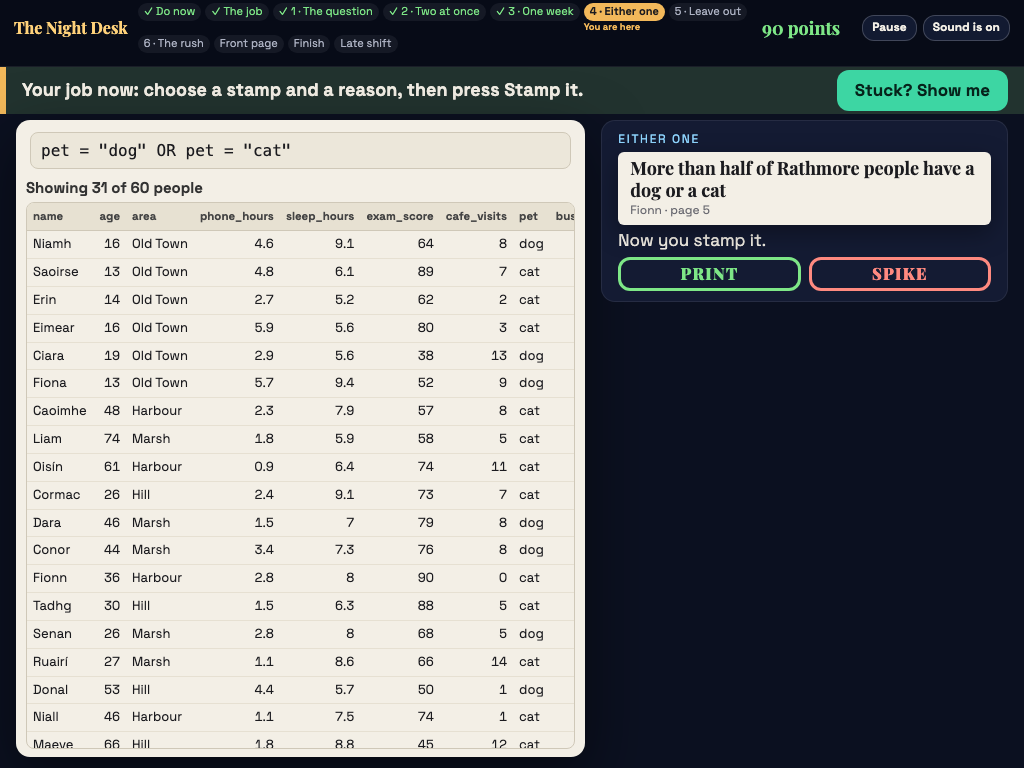 The Night Desk
✓ Do now ✓ The job ✓ 1 · The question ✓ 2 · Two at once ✓ 3 · One week 4 · Either one 5 · Leave out
You are here
6 · The rush Front page Finish Late shift
90 points
Pause Sound is on
Your job now: choose a stamp and a reason, then press Stamp it.
Stuck? Show me
pet = "dog" OR pet = "cat"
Showing 31 of 60 people
name age area phone_hours sleep_hours exam_score cafe_visits pet bus
Niamh 16 Old Town 4.6 9.1 64 8 dog
Saoirse 13 Old Town 4.8 6.1 89 7 cat
Erin 14 Old Town 2.7 5.2 62 2 cat
Eimear 16 Old Town 5.9 5.6 80 3 cat
Ciara 19 Old Town 2.9 5.6 38 13 dog
Fiona 13 Old Town 5.7 9.4 52 9 dog
Caoimhe 48 Harbour 2.3 7.9 57 8 cat
Liam 74 Marsh 1.8 5.9 58 5 cat
Oisín 61 Harbour 0.9 6.4 74 11 cat
Cormac 26 Hill 2.4 9.1 73 7 cat
Dara 46 Marsh 1.5 7 79 8 dog
Conor 44 Marsh 3.4 7.3 76 8 dog
Fionn 36 Harbour 2.8 8 90 0 cat
Tadhg 30 Hill 1.5 6.3 88 5 cat
Senan 26 Marsh 2.8 8 68 5 dog
Ruairí 27 Marsh 1.1 8.6 66 14 cat
Donal 53 Hill 4.4 5.7 50 1 dog
Niall 46 Harbour 1.1 7.5 74 1 cat
Maeve 66 Hill 1.8 8.8 45 12 cat
EITHER ONE
More than half of Rathmore people have a
dog or a cat
Fionn · page 5
Now you stamp it.
PRINT SPIKE